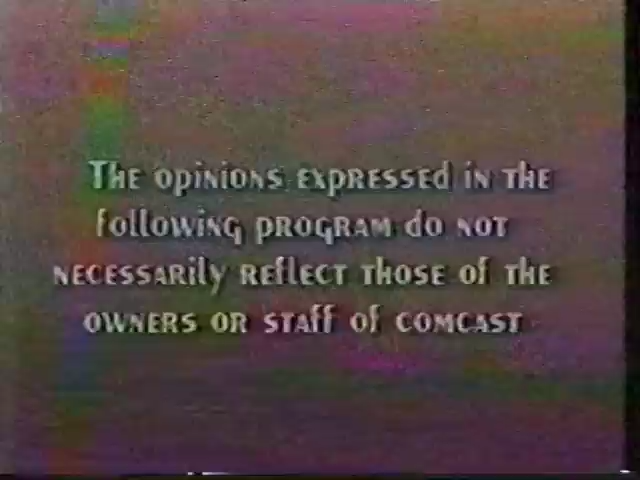 The opinions expressed in the
following program do not
necessarily reflect those of the
owners or staff of comcast